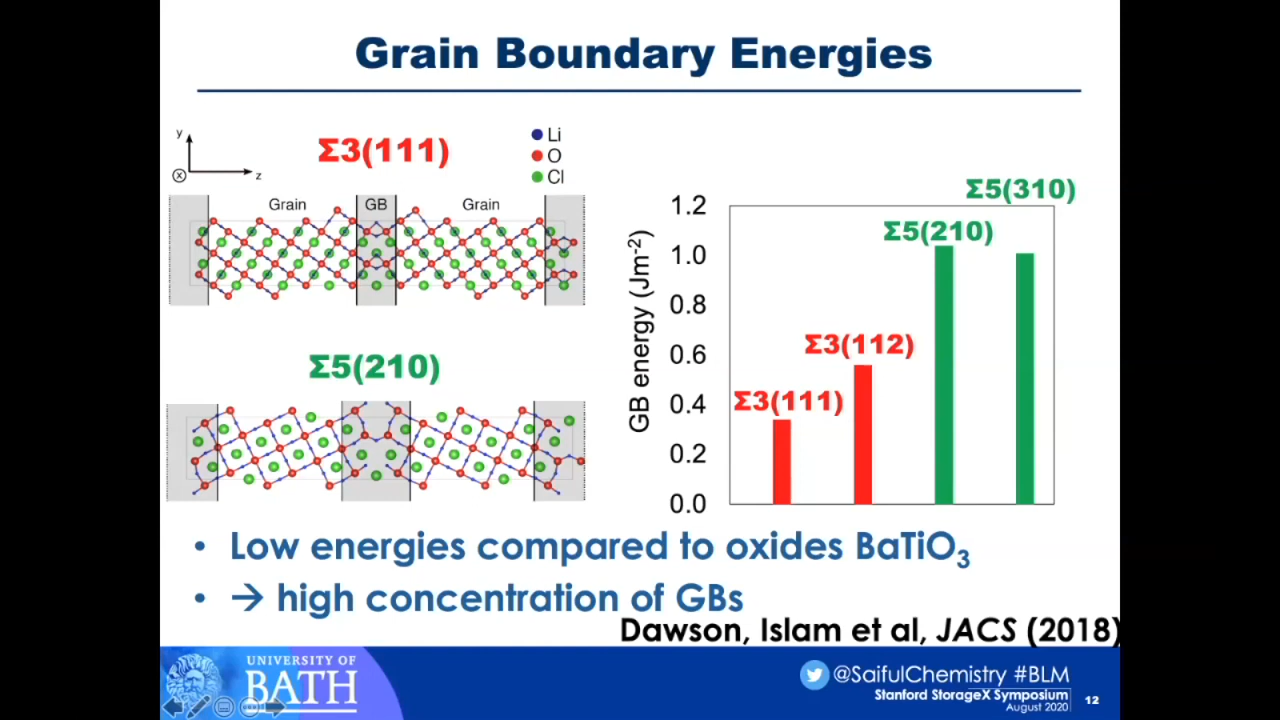 Grain Boundary Energies
y
x
z
Σ3(111)
Li
O
Cl
Grain
GB
Grain
Σ5(210)
GB energy (Jm-2)
1.2
1.0
0.8
0.6
0.4
0.2
0.0
Σ3(111)
Σ3(112)
Σ5(210)
Σ5(310)
• Low energies compared to oxides BaTiO3
• → high concentration of GBs
Dawson, Islam et al, JACS (2018)
UNIVERSITY OF
BATH
@SaifulChemistry #BLM
Stanford StorageX Symposium
August 2020
12